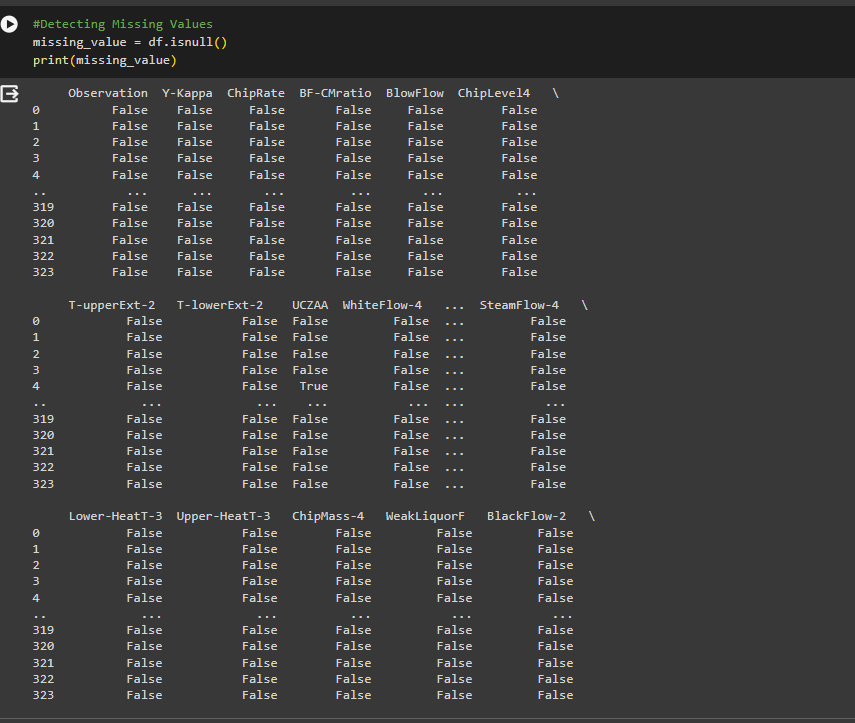 #Detecting Missing Values
missing_value = df.isnull()
print(missing_value)
     Observation  Y-Kappa  ChipRate  BF-CMratio  BlowFlow  ChipLevel4   \
0          False    False     False       False     False        False
1          False    False     False       False     False        False
2          False    False     False       False     False        False
3          False    False     False       False     False        False
4          False    False     False       False     False        False
..           ...      ...       ...         ...       ...          ...
319        False    False     False       False     False        False
320        False    False     False       False     False        False
321        False    False     False       False     False        False
322        False    False     False       False     False        False
323        False    False     False       False     False        False
     T-upperExt-2   T-lowerExt-2    UCZAA  WhiteFlow-4   ...  SteamFlow-4   \
0            False           False  False         False  ...         False
1            False           False  False         False  ...         False
2            False           False  False         False  ...         False
3            False           False  False         False  ...         False
4            False           False   True         False  ...         False
..             ...             ...    ...           ...  ...           ...
319          False           False  False         False  ...         False
320          False           False  False         False  ...         False
321          False           False  False         False  ...         False
322          False           False  False         False  ...         False
323          False           False  False         False  ...         False
     Lower-HeatT-3  Upper-HeatT-3   ChipMass-4   WeakLiquorF   BlackFlow-2   \
0            False           False        False         False         False
1            False           False        False         False         False
2            False           False        False         False         False
3            False           False        False         False         False
4            False           False        False         False         False
..             ...             ...          ...           ...           ...
319          False           False        False         False         False
320          False           False        False         False         False
321          False           False        False         False         False
322          False           False        False         False         False
323          False           False        False         False         False